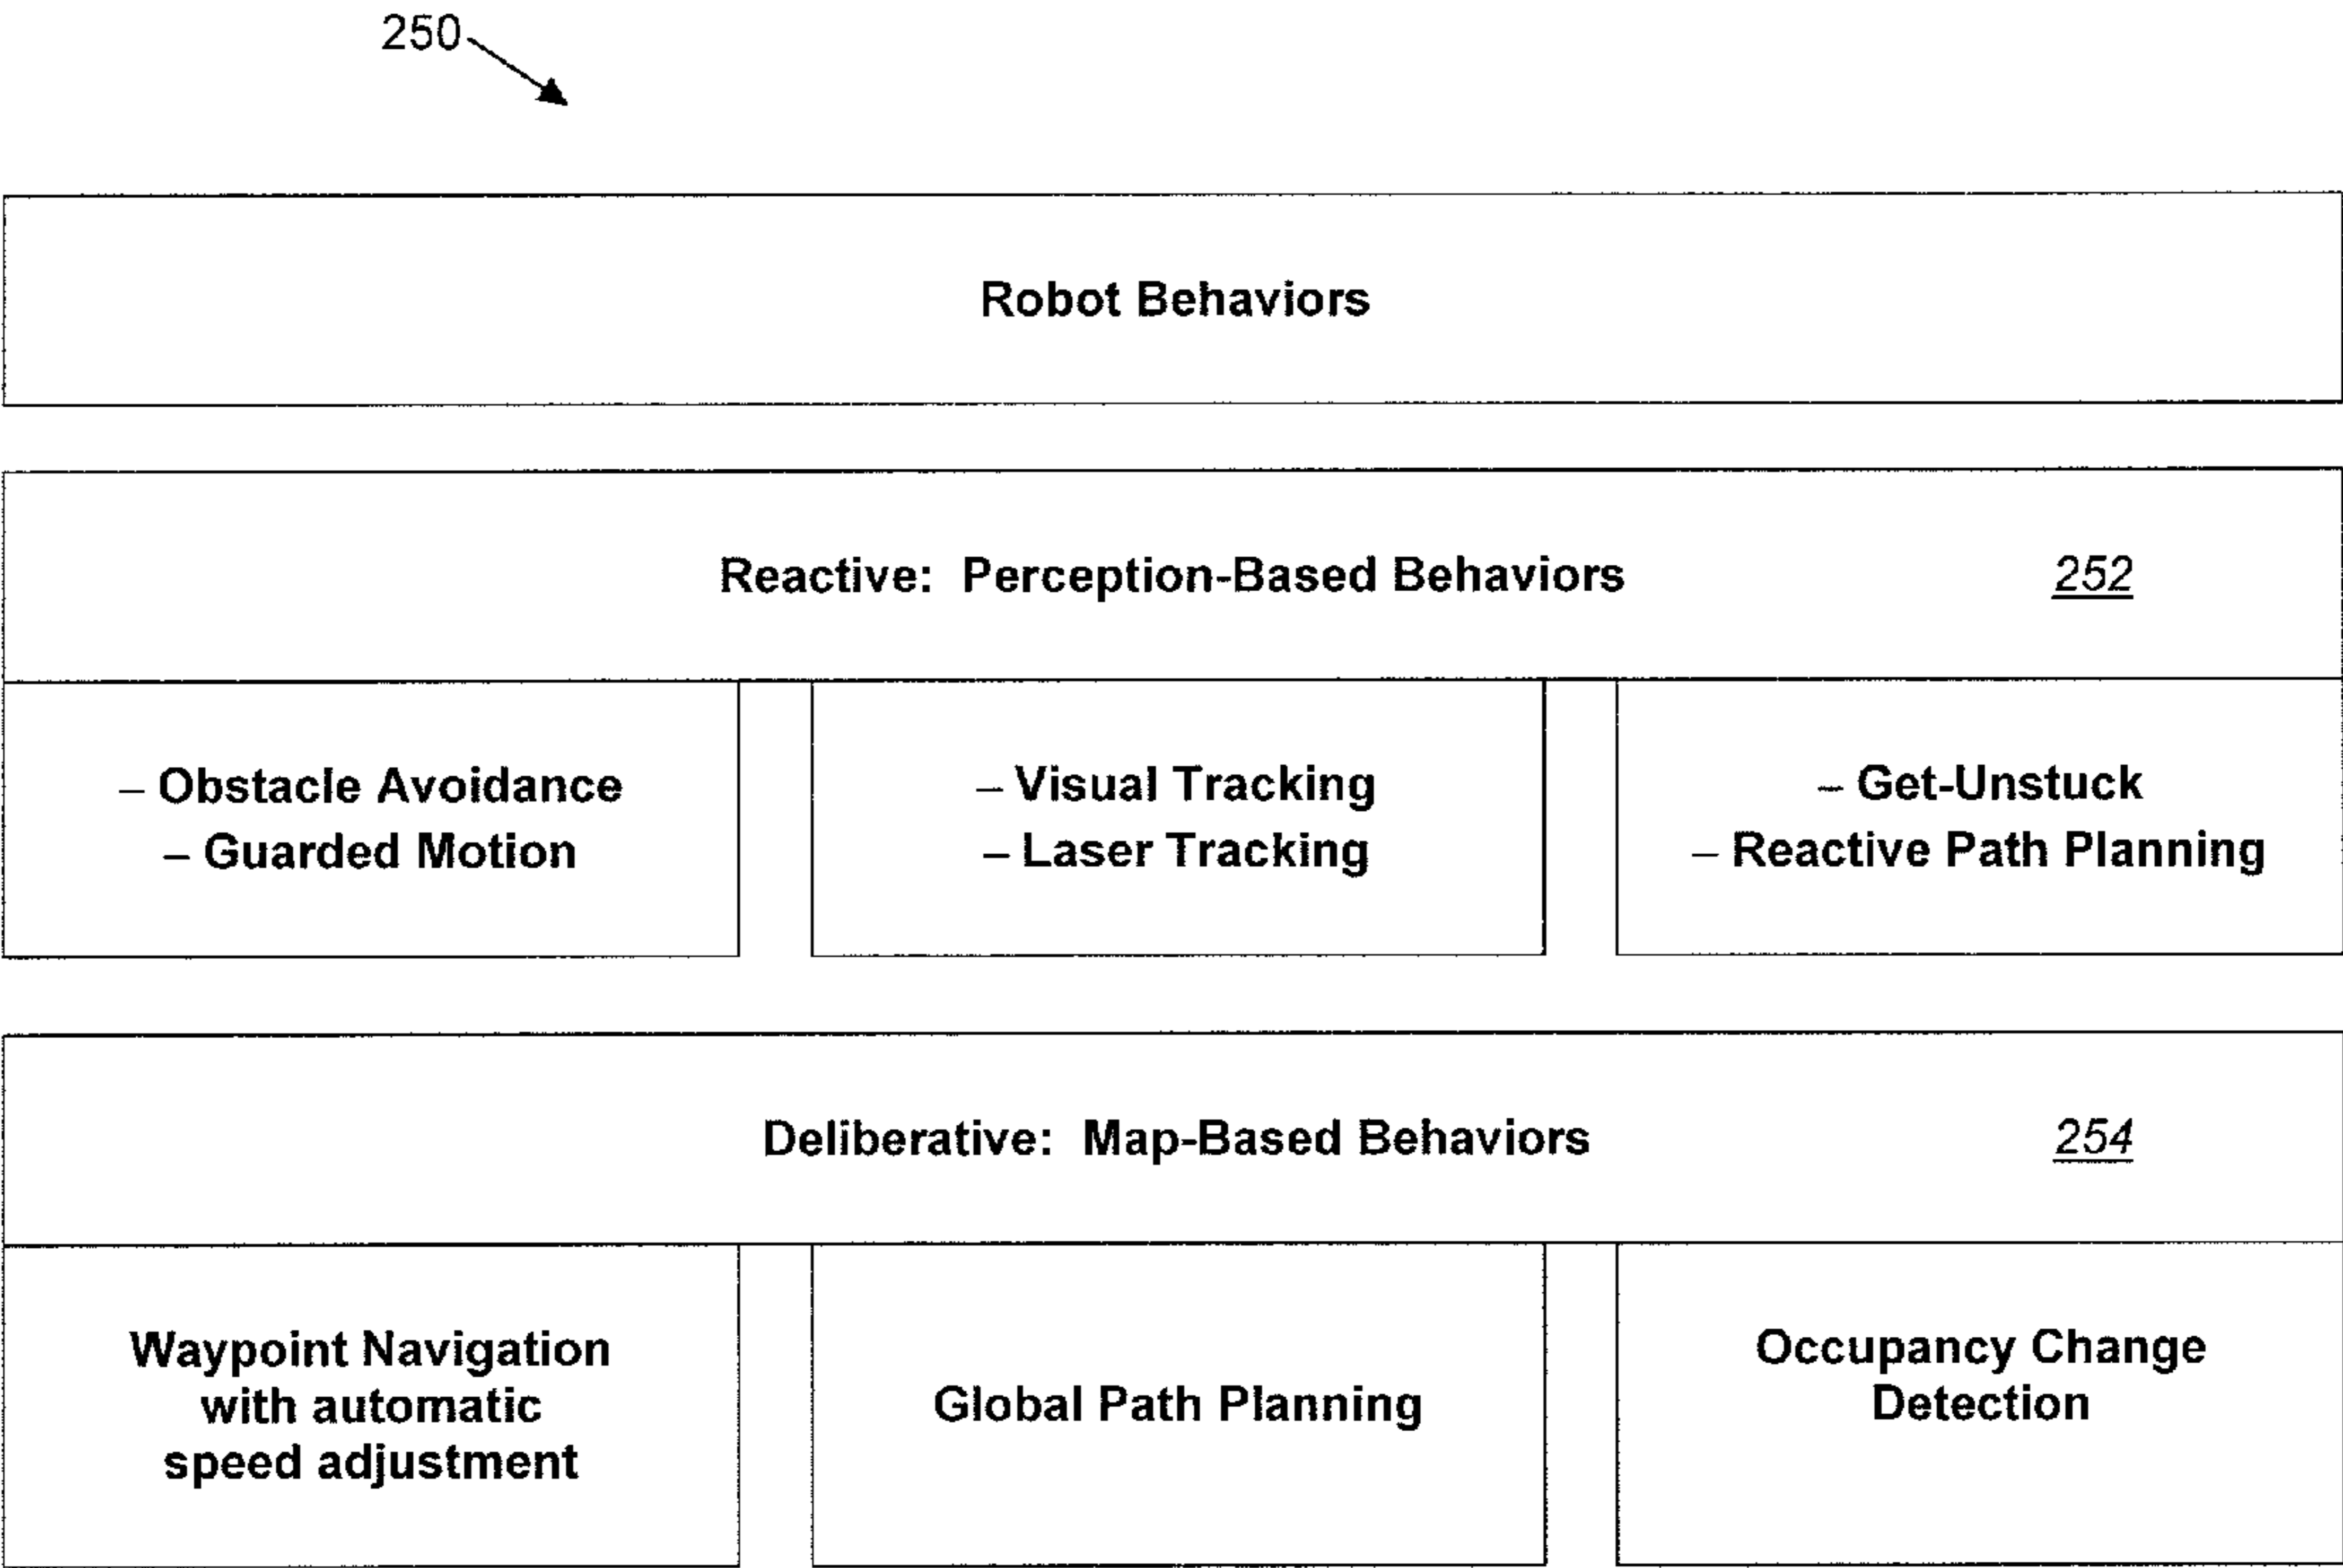 250
Robot Behaviors
Reactive: Perception-Based Behaviors 252
– Obstacle Avoidance
– Guarded Motion
– Visual Tracking
– Laser Tracking
– Get-Unstuck
– Reactive Path Planning
Deliberative: Map-Based Behaviors 254
Waypoint Navigation
with automatic
speed adjustment
Global Path Planning
Occupancy Change
Detection